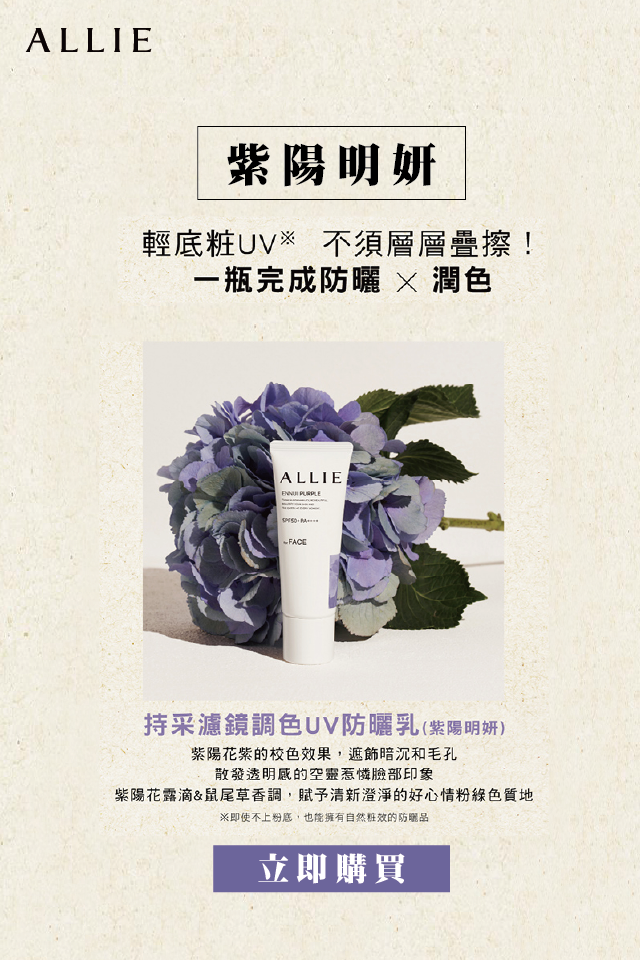 ALLIE
紫陽明妍
輕底粧UV※ 不須層層疊擦！
一瓶完成防曬 × 潤色
ALLIE
ENNUI PURPLE
SPF50+ PA++++
for FACE
持采濾鏡調色UV防曬乳(紫陽明妍)
紫陽花紫的校色效果，遮飾暗沉和毛孔
散發透明感的空靈惹憐臉部印象
紫陽花露滴&鼠尾草香調，賦予清新澄淨的好心情粉綠色質地
※即使不上粉底，也能擁有自然粧效的防曬品
立即購買